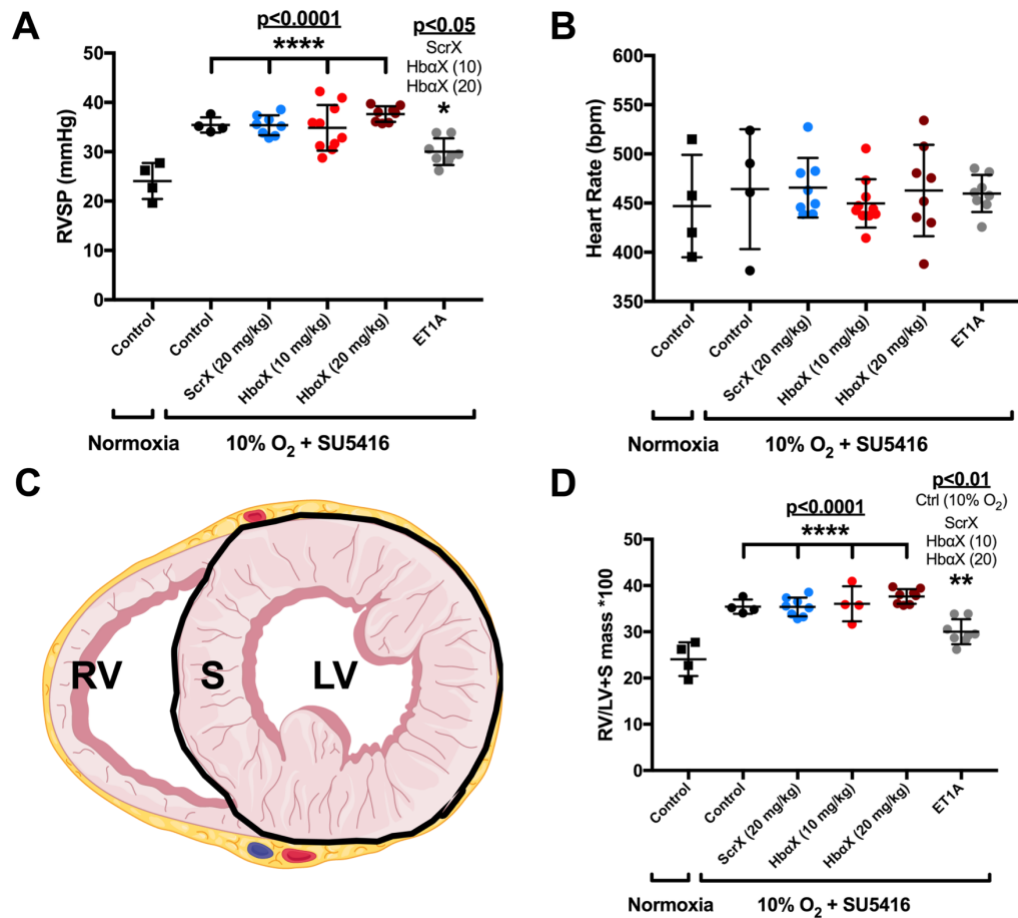 A
p<0.0001
****
p<0.05
ScrX
HbαX (10)
HbαX (20)
*
RVSP (mmHg)
50
40
30
20
10
0
Control
Control
ScrX (20 mg/kg)
HbαX (10 mg/kg)
HbαX (20 mg/kg)
ET1A
Normoxia
10% O₂ + SU5416
B
Heart Rate (bpm)
600
550
500
450
400
350
Control
Control
ScrX (20 mg/kg)
HbαX (10 mg/kg)
HbαX (20 mg/kg)
ET1A
Normoxia
10% O₂ + SU5416
C
RV
S
LV
D
p<0.0001
****
p<0.01
Ctrl (10% O₂)
ScrX
HbαX (10)
HbαX (20)
**
RV/LV+S mass *100
50
40
30
20
10
0
Control
Control
ScrX (20 mg/kg)
HbαX (10 mg/kg)
HbαX (20 mg/kg)
ET1A
Normoxia
10% O₂ + SU5416